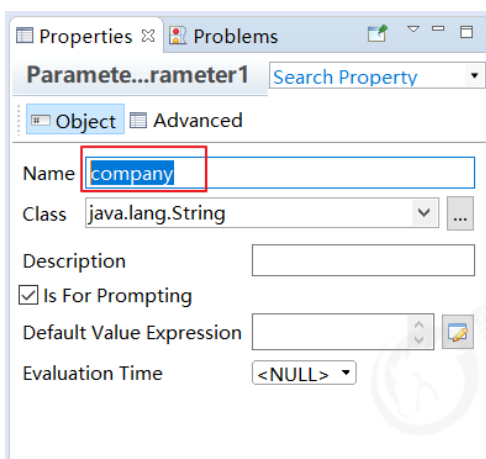 Properties Problems
Paramete...rameter1 Search Property
Object Advanced
Name company
Class java.lang.String ...
Description
Is For Prompting
Default Value Expression
Evaluation Time <NULL>